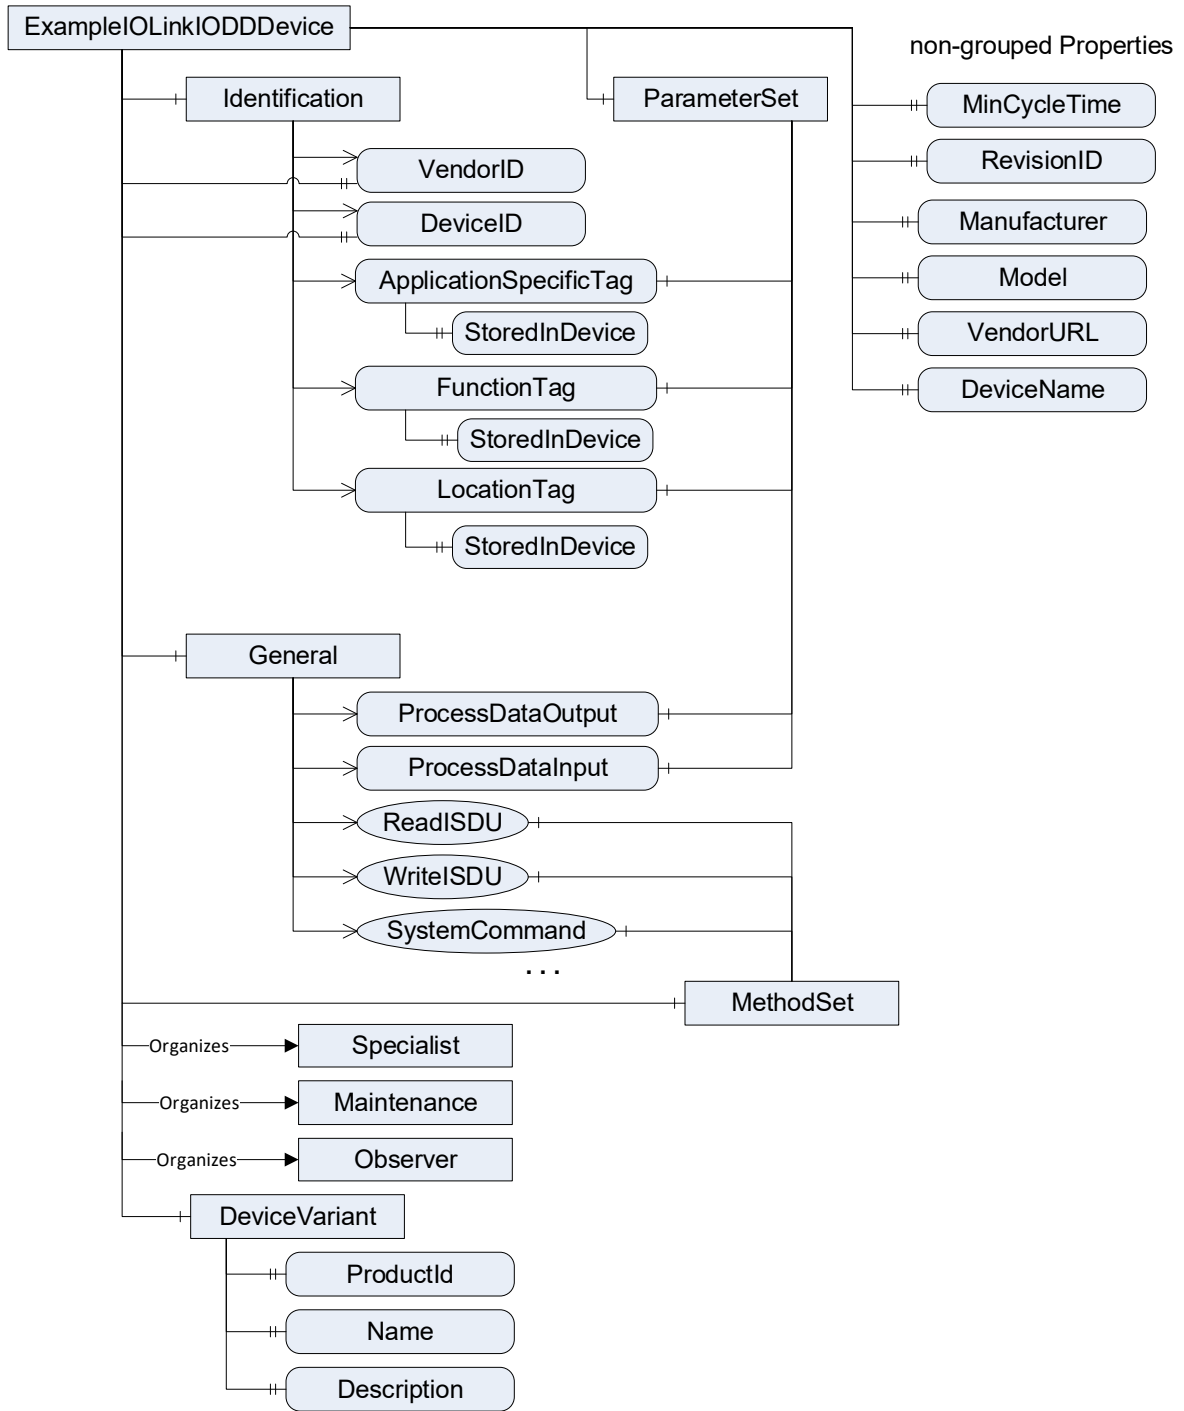 ExampleIOLinkIODDDevice
non-grouped Properties
Identification
ParameterSet
MinCycleTime
RevisionID
VendorID
Manufacturer
DeviceID
Model
ApplicationSpecificTag
StoredInDevice
VendorURL
FunctionTag
DeviceName
StoredInDevice
LocationTag
StoredInDevice
General
ProcessDataOutput
ProcessDataInput
ReadISDU
WriteISDU
SystemCommand
...
MethodSet
Organizes
Specialist
Organizes
Maintenance
Organizes
Observer
DeviceVariant
ProductId
Name
Description